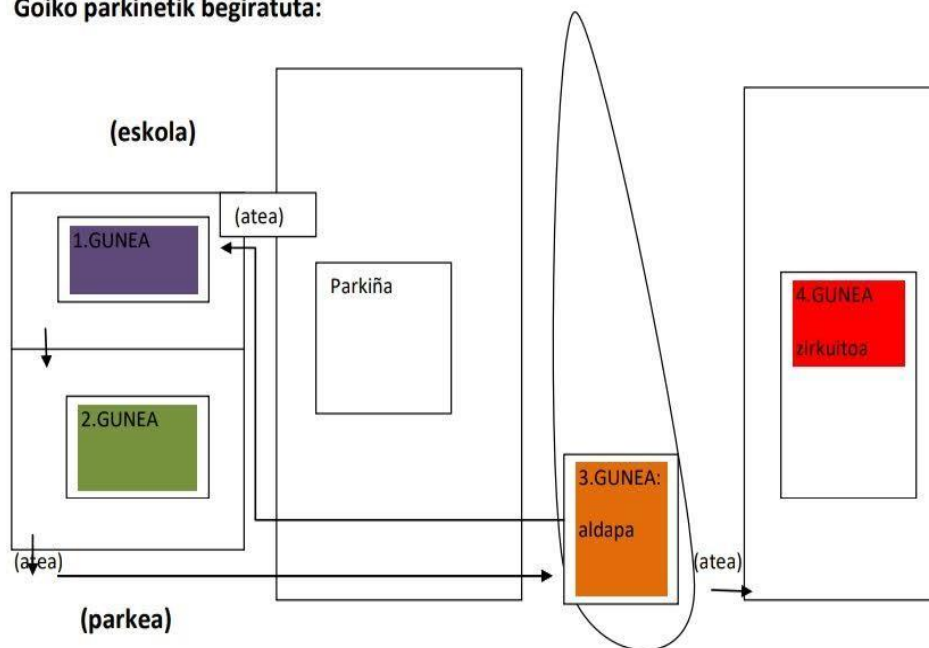 Goiko parkinetik begiratuta:
(eskola)
(atea)
1.GUNEA
Parkiña
4.GUNEA
zirkuitoa
2.GUNEA
3.GUNEA:
aldapa
(atea)
(atea)
(parkea)